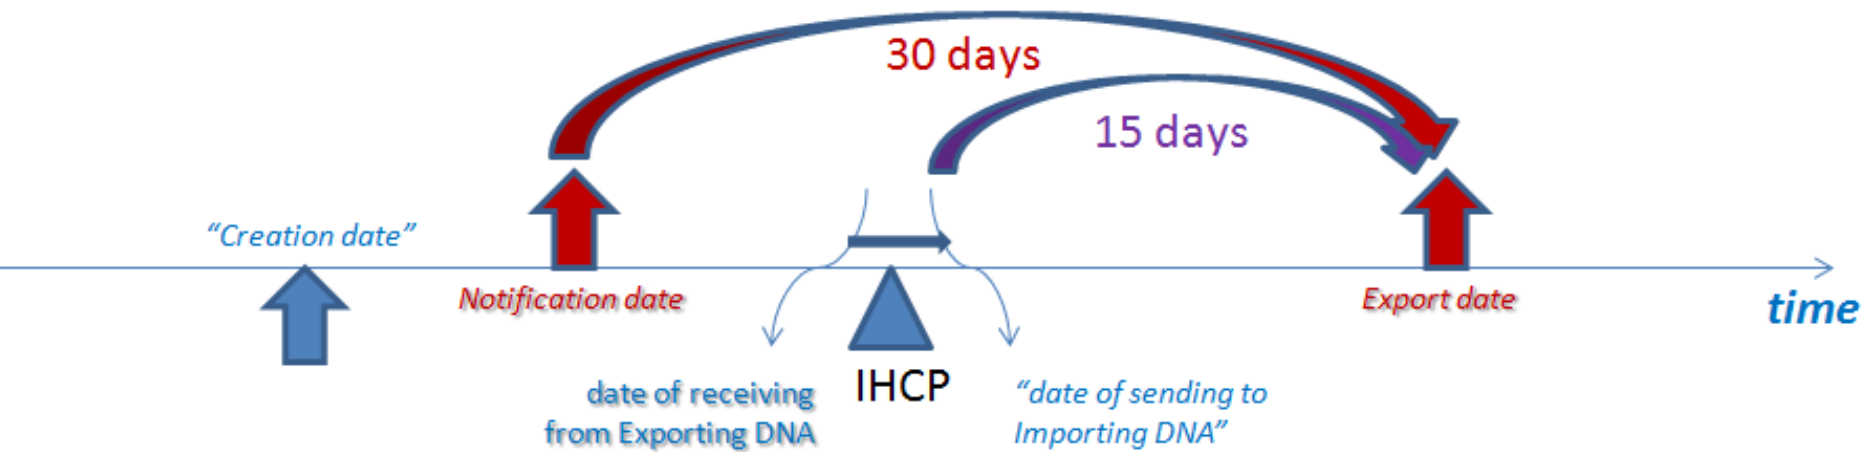 30 days
15 days
“Creation date”
Notification date
Export date
time
date of receiving
from Exporting DNA
IHCP
“date of sending to
Importing DNA”